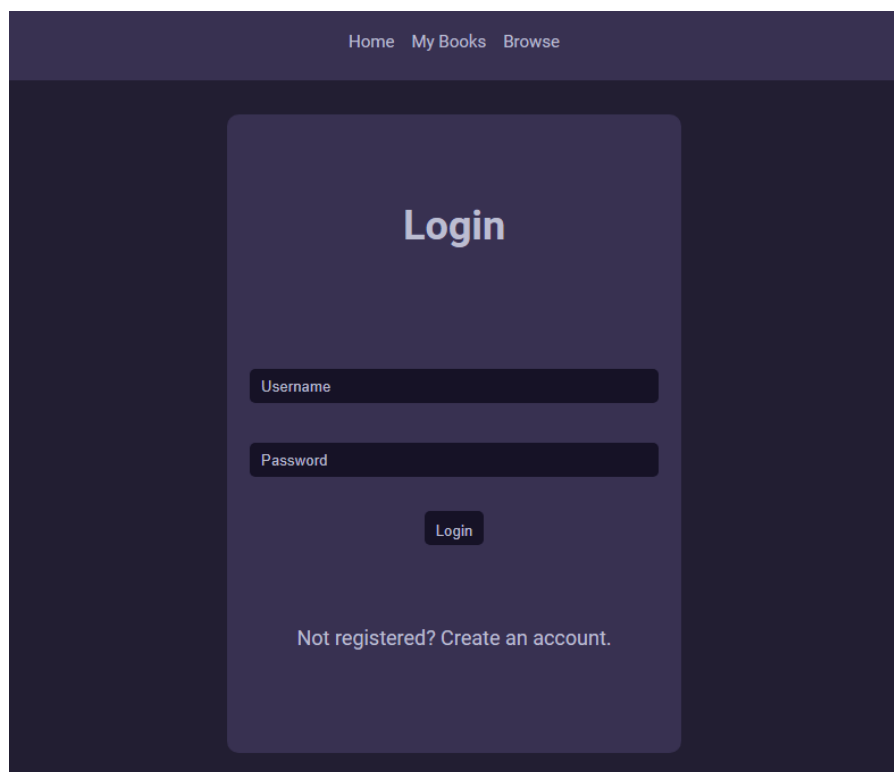 Home My Books Browse
Login
Username
Password
Login
Not registered? Create an account.